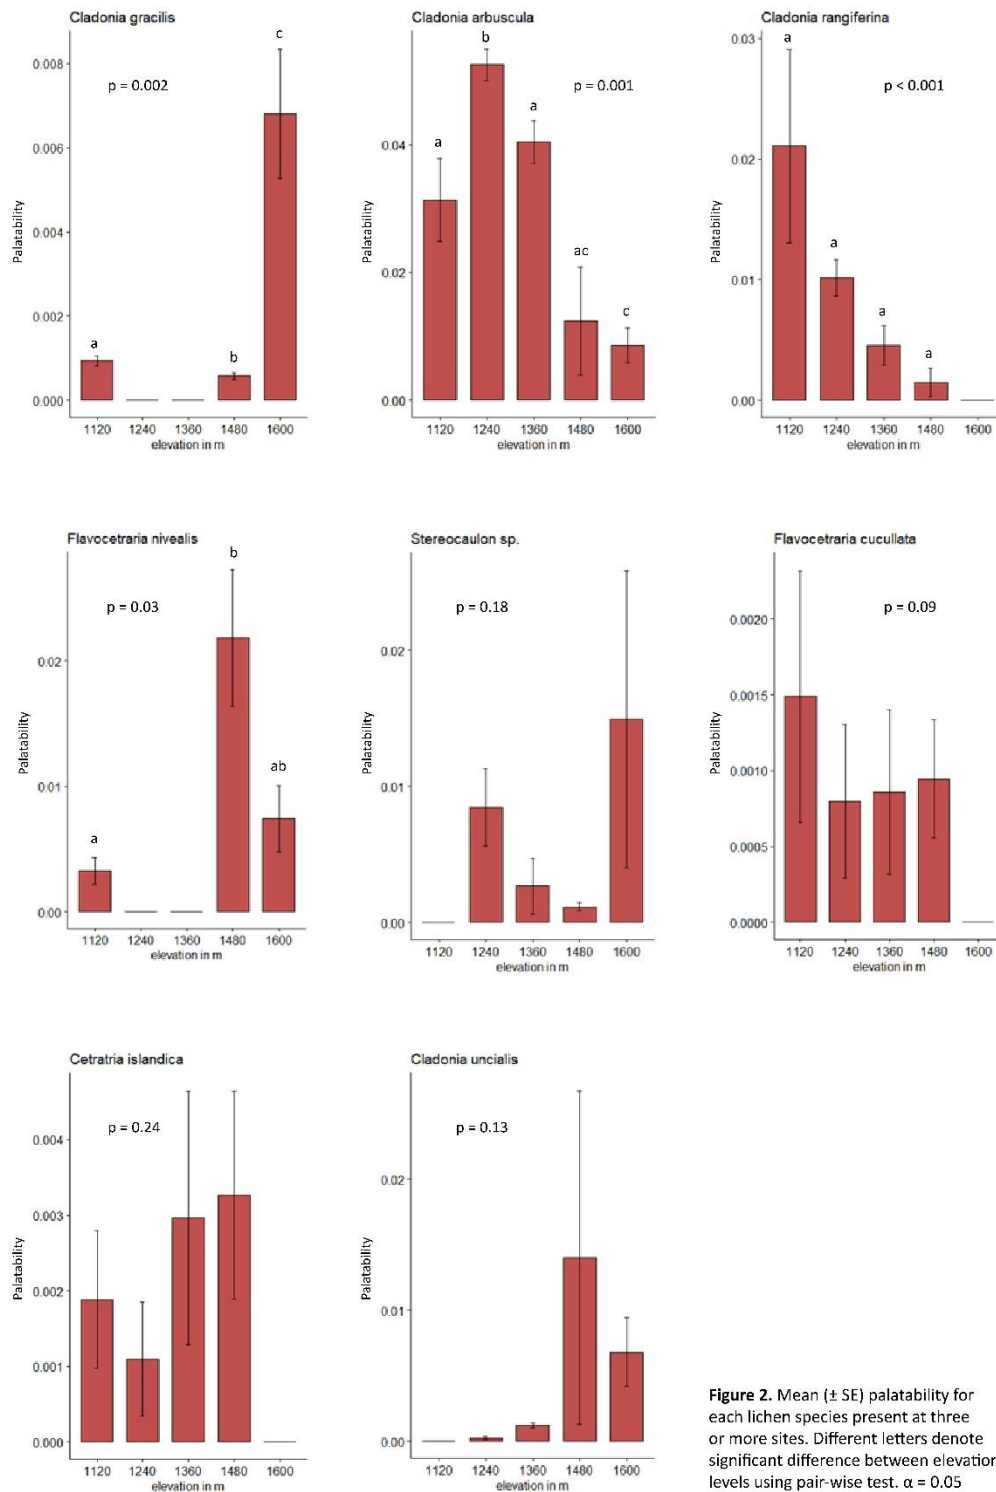 Cladonia gracilis
Cladonia arbuscula
Cladonia rangiferina
c
p = 0.002
a
b
Palatability
0.008
0.006
0.004
0.002
0.000
1120 1240 1360 1480 1600
elevation in m
b
p = 0.001
a
a
ac
c
Palatability
0.04
0.02
0.00
1120 1240 1360 1480 1600
elevation in m
a
p < 0.001
a
a
a
Palatability
0.03
0.02
0.01
0.00
1120 1240 1360 1480 1600
elevation in m
Flavocetraria nivealis
Stereocaulon sp.
Flavocetraria cucullata
b
p = 0.03
ab
a
Palatability
0.02
0.01
0.00
1120 1240 1360 1480 1600
elevation in m
p = 0.18
Palatability
0.02
0.01
0.00
1120 1240 1360 1480 1600
elevation in m
p = 0.09
Palatability
0.0020
0.0015
0.0010
0.0005
0.0000
1120 1240 1360 1480 1600
elevation in m
Cetratria islandica
Cladonia uncialis
p = 0.24
Palatability
0.004
0.003
0.002
0.001
0.000
1120 1240 1360 1480 1600
elevation in m
p = 0.13
Palatability
0.02
0.01
0.00
1120 1240 1360 1480 1600
elevation in m
Figure 2. Mean (± SE) palatability for
each lichen species present at three
or more sites. Different letters denote
significant difference between elevation
levels using pair-wise test. α = 0.05